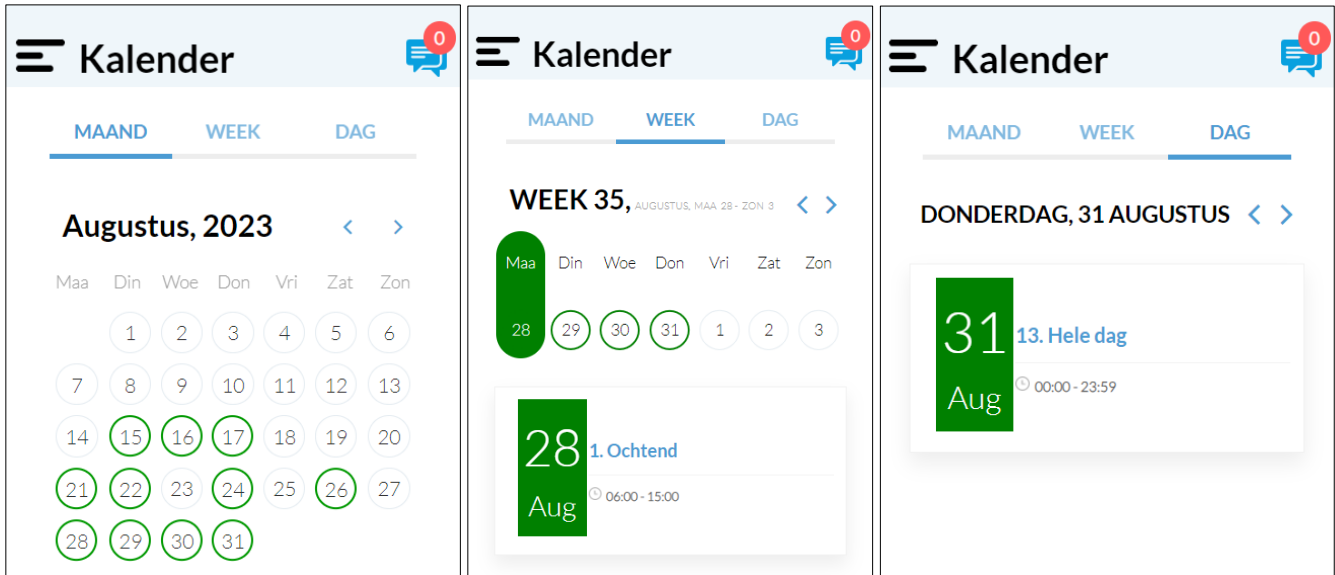 Kalender 0
MAAND WEEK DAG
Augustus, 2023 < >
Maa Din Woe Don Vri Zat Zon
1 2 3 4 5 6
7 8 9 10 11 12 13
14 15 16 17 18 19 20
21 22 23 24 25 26 27
28 29 30 31
Kalender 0
MAAND WEEK DAG
WEEK 35, AUGUSTUS, MAA 28 - ZON 3 < >
Maa Din Woe Don Vri Zat Zon
28 29 30 31 1 2 3
28
Aug
1. Ochtend
06:00 - 15:00
Kalender 0
MAAND WEEK DAG
DONDERDAG, 31 AUGUSTUS < >
31
Aug
13. Hele dag
00:00 - 23:59